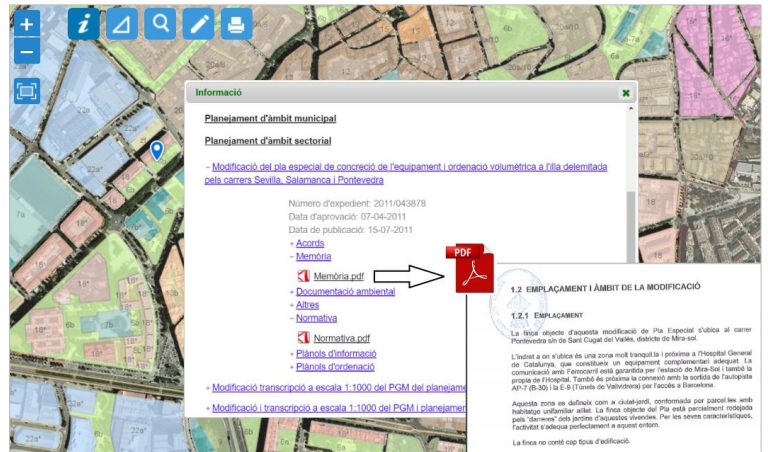 Informació
Planejament d'àmbit municipal
Planejament d'àmbit sectorial
– Modificació del pla especial de concreció de l'equipament i ordenació volumètrica a l'illa delemitada
pels carrers Sevilla, Salamanca i Pontevedra
Número d'expedient: 2011/043878
Data d'aprovació: 07-04-2011
Data de publicació: 15-07-2011
+ Acords
– Memòria
Memòria.pdf
+ Documentació ambiental
+ Altres
– Normativa
Normativa.pdf
+ Plànols d'informació
+ Plànols d'ordenació
+ Modificació transcripció a escala 1:1000 del PGM del planejame
+ Modificació i transcripció a escala 1:1000 del PGM i planejamen
PDF
1.2 EMPLAÇAMENT I ÀMBIT DE LA MODIFICACIÓ
1.2.1 EMPLAÇAMENT
La finca objecte d'aquesta modificació de Pla Especial s'ubica al carrer
Pontevedra s/n de Sant Cugat del Vallès, districte de Mira-sol.
L'indret a on s'ubica és una zona molt tranquil.la i pròxima a l'Hospital General
de Catalunya, que constitueix un equipament complementari adequat. La
comunicació amb Ferrocarril està garantida per l'estació de Mira-Sol i també la
propia de l'Hospital. També és pròxima la connexió amb la sortida de l'autopista
AP-7 (B-30) i la E-9 (Túnels de Vallvidrera) per l'accés a Barcelona.
Aquesta zona es defineix com a ciutat-jardí, conformada per parcel.les amb
habitatge unifamiliar aïllat. La finca objecte del Pla està parcialment rodejada
pels "darreres" dels jardins d'aquestes vivendes. Per les seves característiques,
l'activitat s'adequa perfectament a aquest entorn.
La finca no conté cap tipus d'edificació.
22a*
7a
18*
6b
20a/10